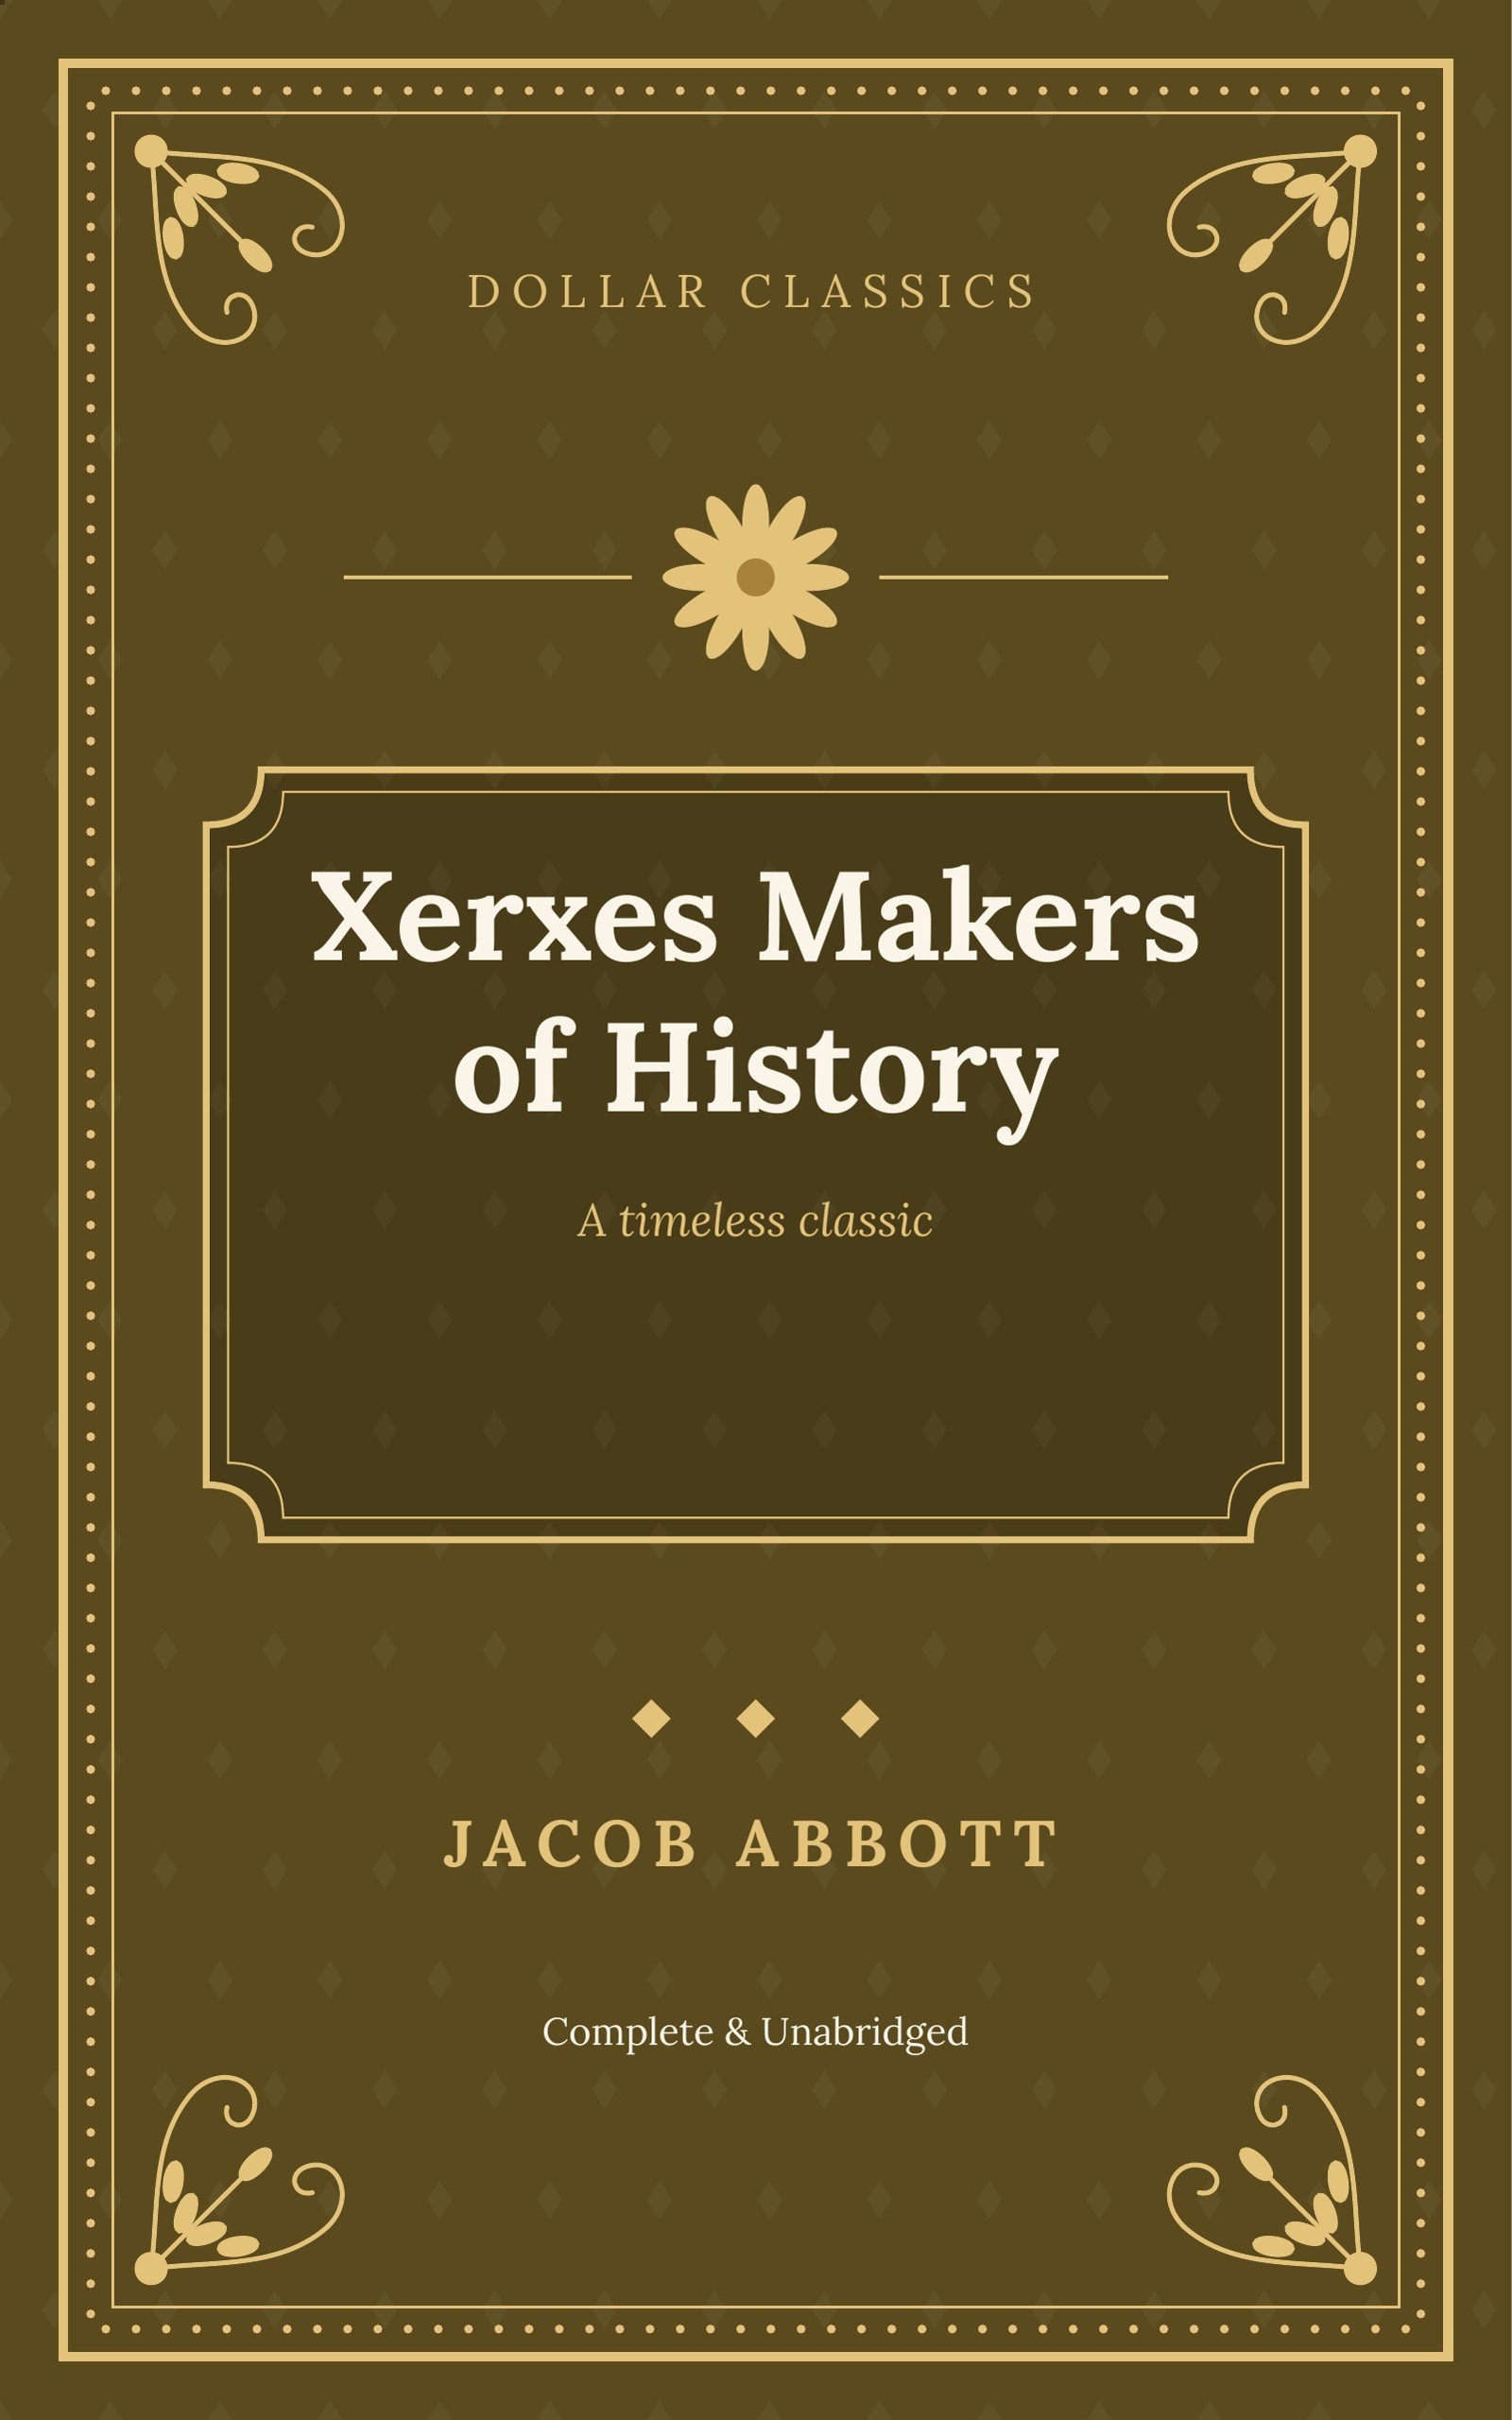 DOLLAR CLASSICS
Xerxes Makers
of History
A timeless classic
JACOB ABBOTT
Complete & Unabridged